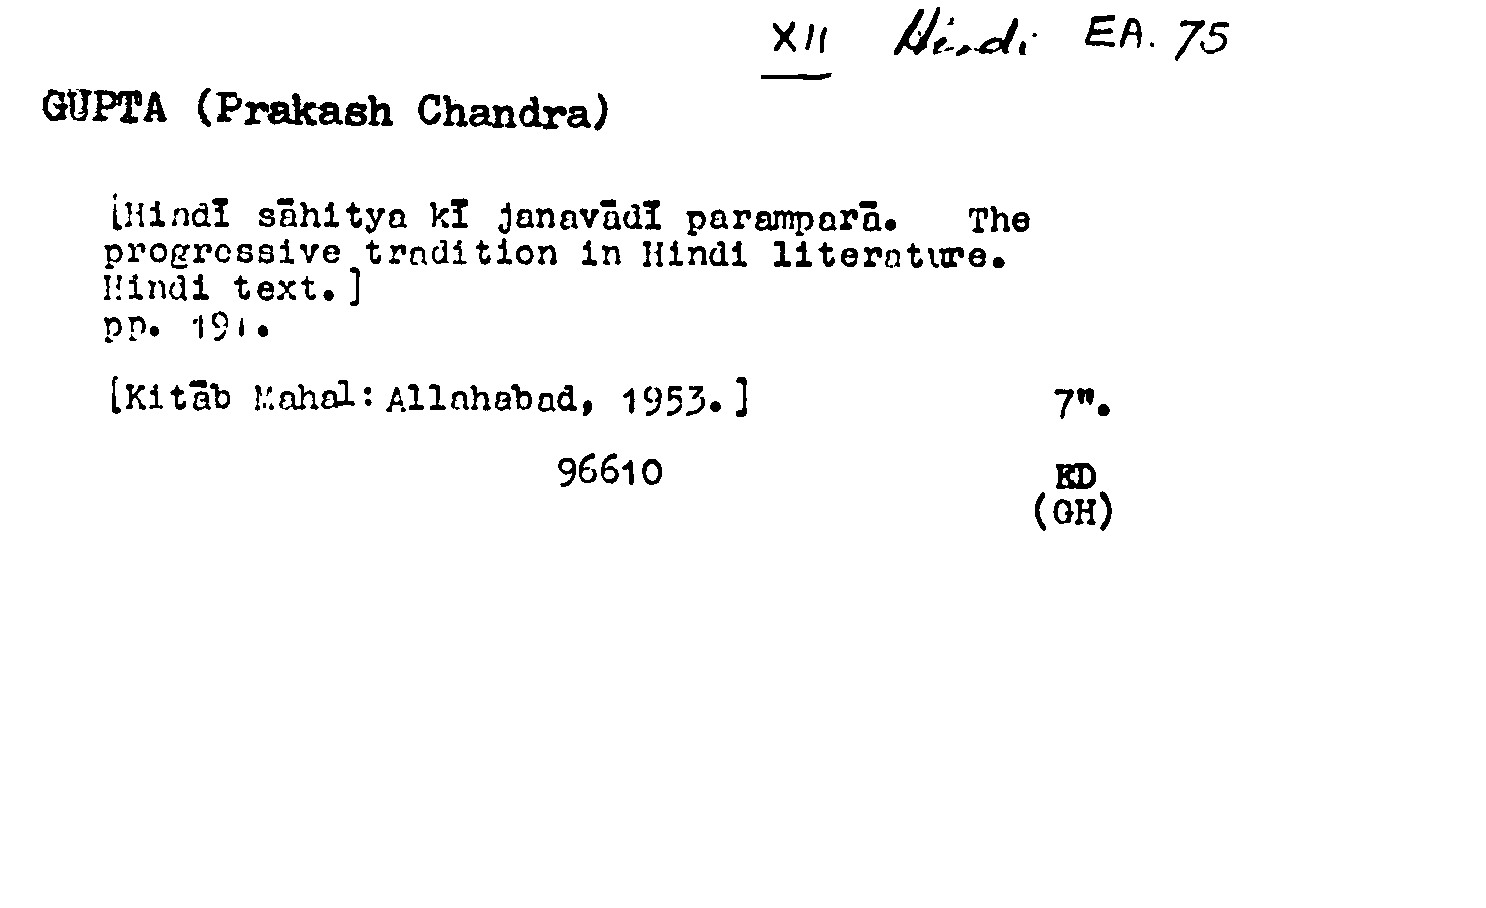 XII Hindi EA. 75
GUPTA (Prakash Chandra)
[Hindī sāhitya kī janavādī paramparā. The
progressive tradition in Hindi literature.
Hindi text.]
pp. 191.
[Kitāb Mahal: Allahabad, 1953.] 7".
96610 KD
(GH)